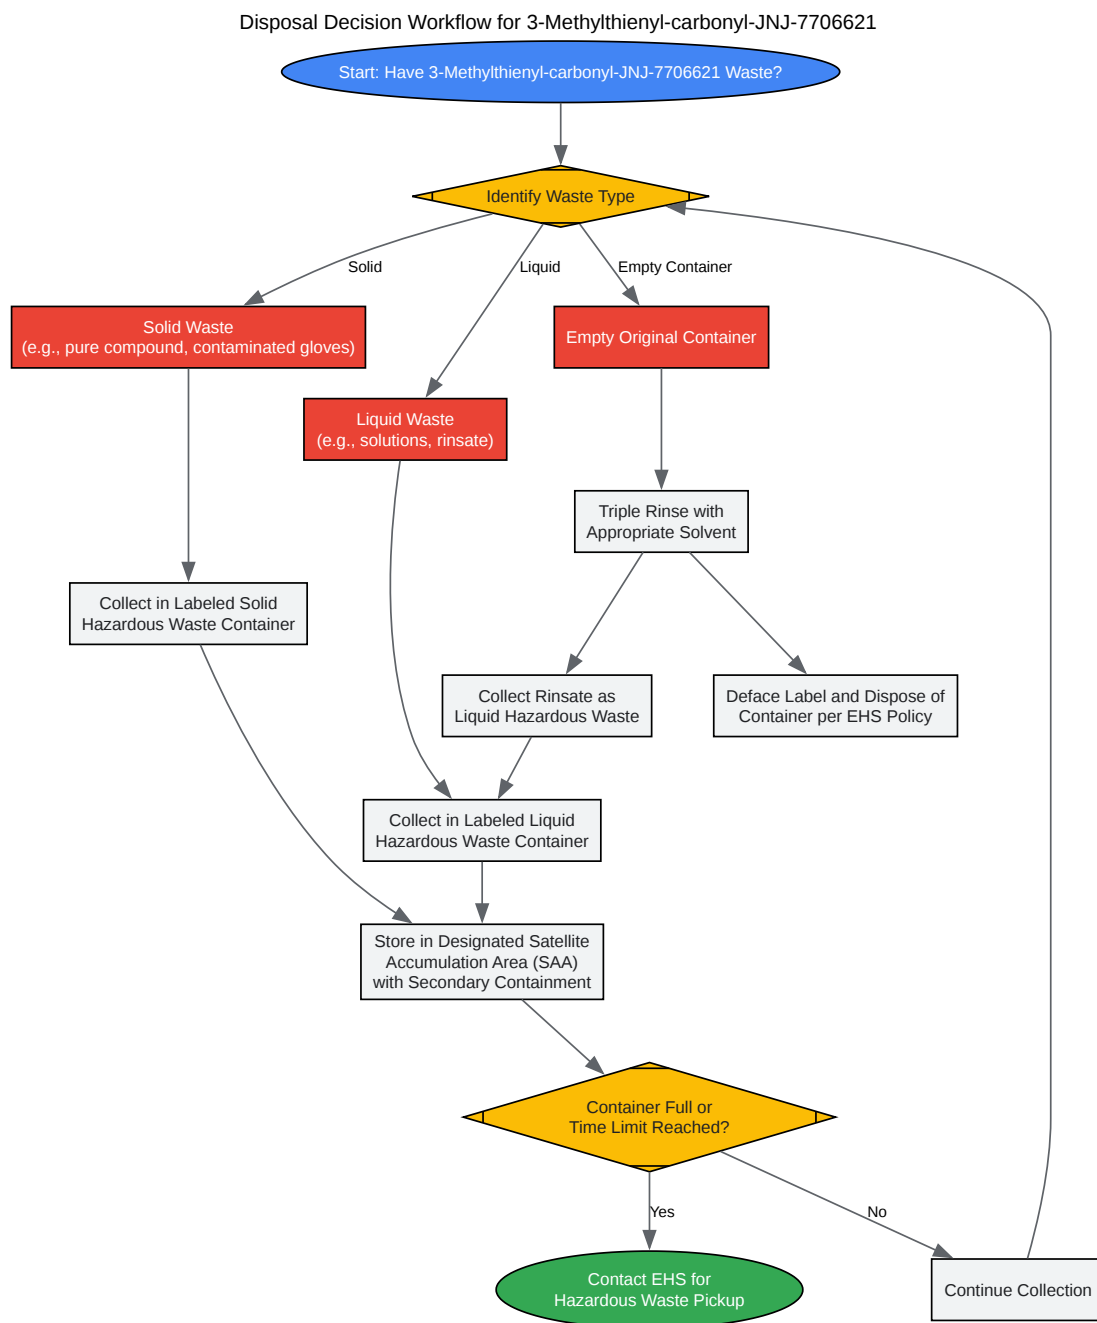 Disposal Decision Workflow for 3-Methylthienyl-carbonyl-JNJ-7706621
Start: Have 3-Methylthienyl-carbonyl-JNJ-7706621 Waste?
Identify Waste Type
Solid
Liquid
Empty Container
Solid Waste
(e.g., pure compound, contaminated gloves)
Empty Original Container
Liquid Waste
(e.g., solutions, rinsate)
Triple Rinse with
Appropriate Solvent
Collect in Labeled Solid
Hazardous Waste Container
Collect Rinsate as
Liquid Hazardous Waste
Deface Label and Dispose of
Container per EHS Policy
Collect in Labeled Liquid
Hazardous Waste Container
Store in Designated Satellite
Accumulation Area (SAA)
with Secondary Containment
Container Full or
Time Limit Reached?
Yes
No
Contact EHS for
Hazardous Waste Pickup
Continue Collection